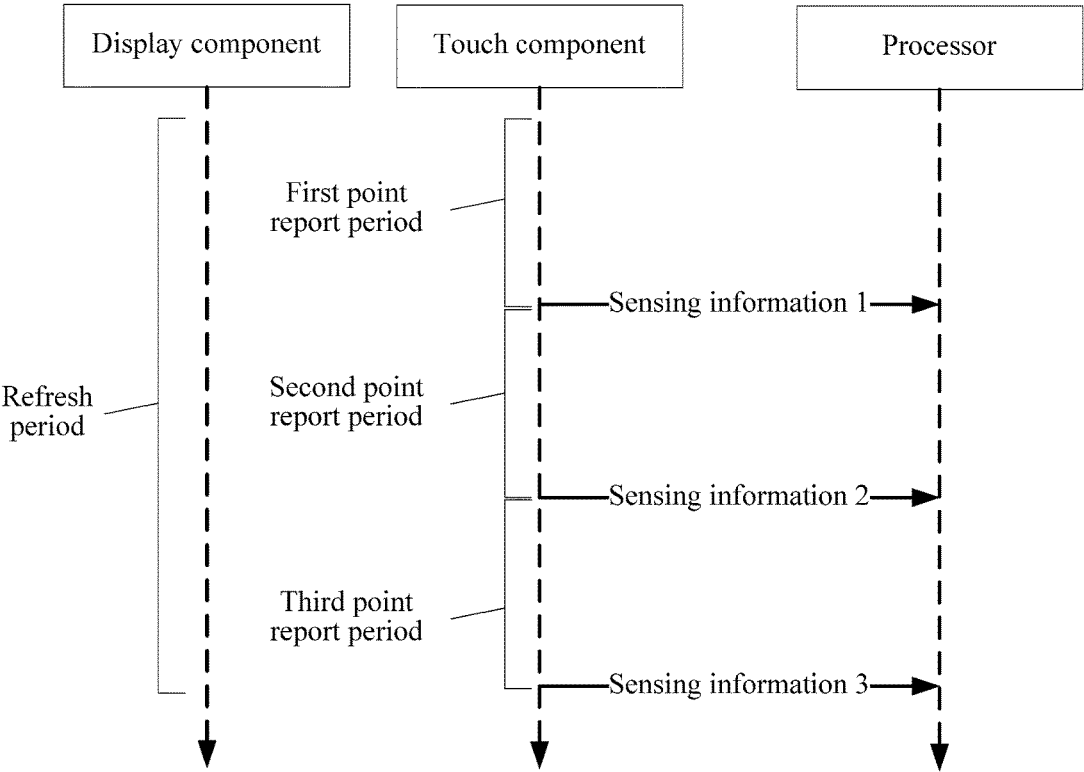 Display component
Touch component
Processor
First point
report period
Sensing information 1
Refresh
period
Second point
report period
Sensing information 2
Third point
report period
Sensing information 3